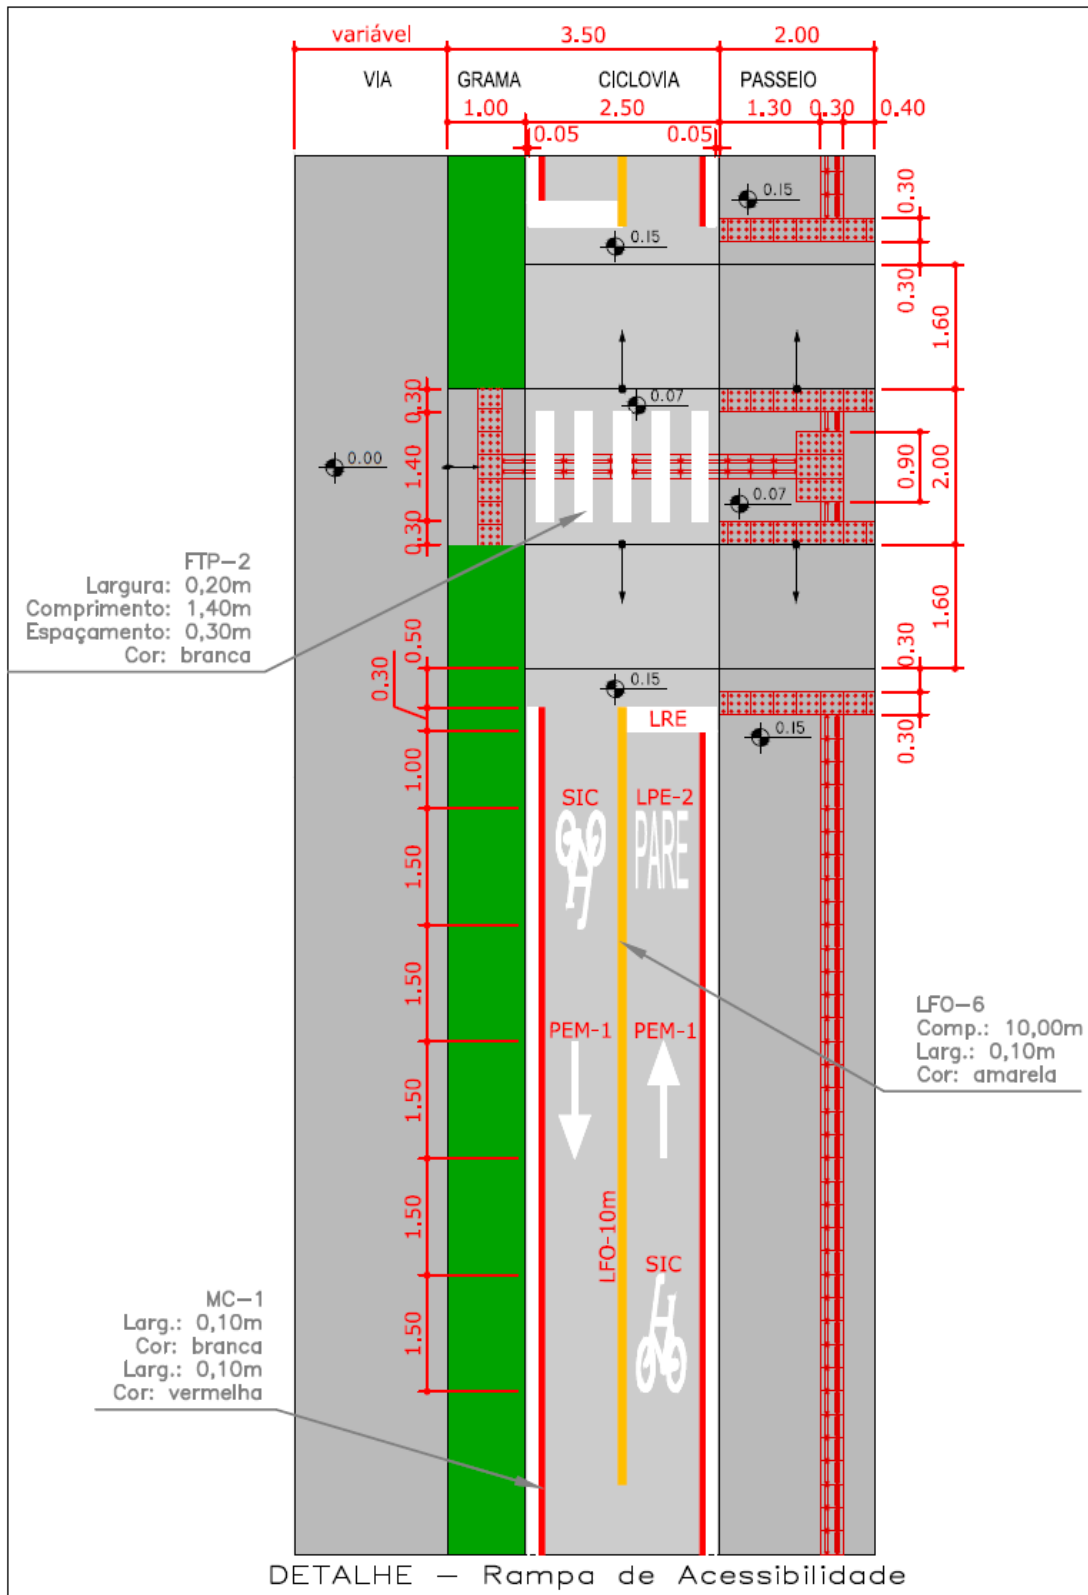 variável 3.50 2.00
VIA GRAMA CICLOVIA PASSEIO
1.00 2.50 1.30 0.30 0.40
0.05 0.05
0.15 0.30
0.15
0.30 1.60
0.30 0.07
0.00 1.40 0.90 2.00
0.07
0.30
FTP-2
Largura: 0,20m
Comprimento: 1,40m
Espaçamento: 0,30m
Cor: branca
0.50 1.60
0.30 0.30
0.15
LRE 0.15 0.30
1.00
SIC LPE-2
PARE
1.50
1.50
LFO-6
Comp.: 10,00m
Larg.: 0,10m
Cor: amarela
PEM-1 PEM-1
1.50
1.50
LFO-10m
SIC
1.50
MC-1
Larg.: 0,10m
Cor: branca
Larg.: 0,10m
Cor: vermelha
DETALHE - Rampa de Acessibilidade